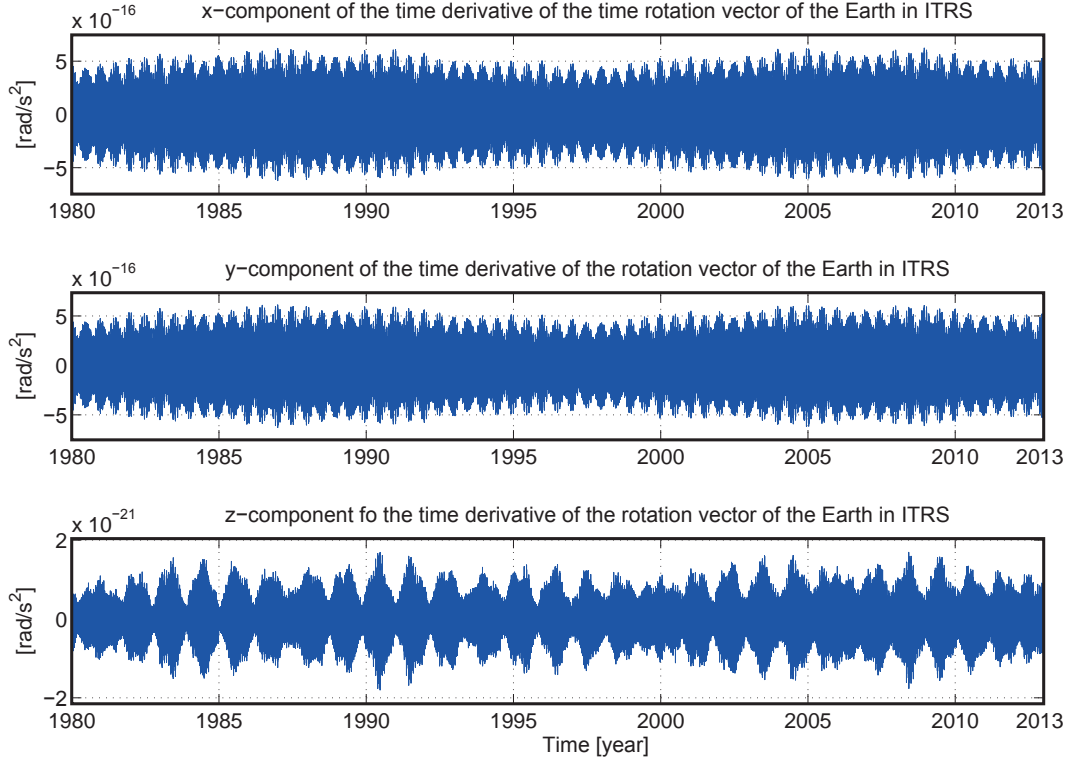 x−component of the time derivative of the time rotation vector of the Earth in ITRS
x 10−16
5
0
−5
[rad/s2]
1980 1985 1990 1995 2000 2005 2010 2013
y−component of the time derivative of the rotation vector of the Earth in ITRS
x 10−16
5
0
−5
[rad/s2]
1980 1985 1990 1995 2000 2005 2010 2013
z−component fo the time derivative of the rotation vector of the Earth in ITRS
x 10−21
2
0
−2
[rad/s2]
1980 1985 1990 1995 2000 2005 2010 2013
Time [year]